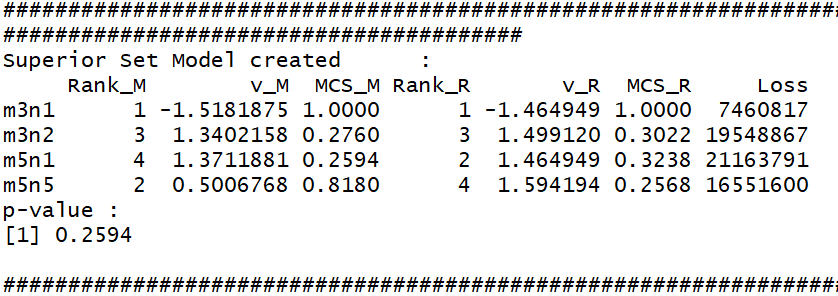 ################################################################
########################################
Superior Set Model created      :
     Rank_M        v_M  MCS_M Rank_R       v_R  MCS_R     Loss
m3n1      1 -1.5181875 1.0000      1 -1.464949 1.0000  7460817
m3n2      3  1.3402158 0.2760      3  1.499120 0.3022 19548867
m5n1      4  1.3711881 0.2594      2  1.464949 0.3238 21163791
m5n5      2  0.5006768 0.8180      4  1.594194 0.2568 16551600
p-value :
[1] 0.2594
################################################################